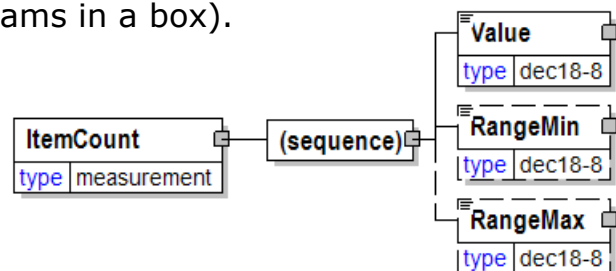 ams in a box).
Value
type dec18-8
ItemCount
type measurement
(sequence)
RangeMin
type dec18-8
RangeMax
type dec18-8